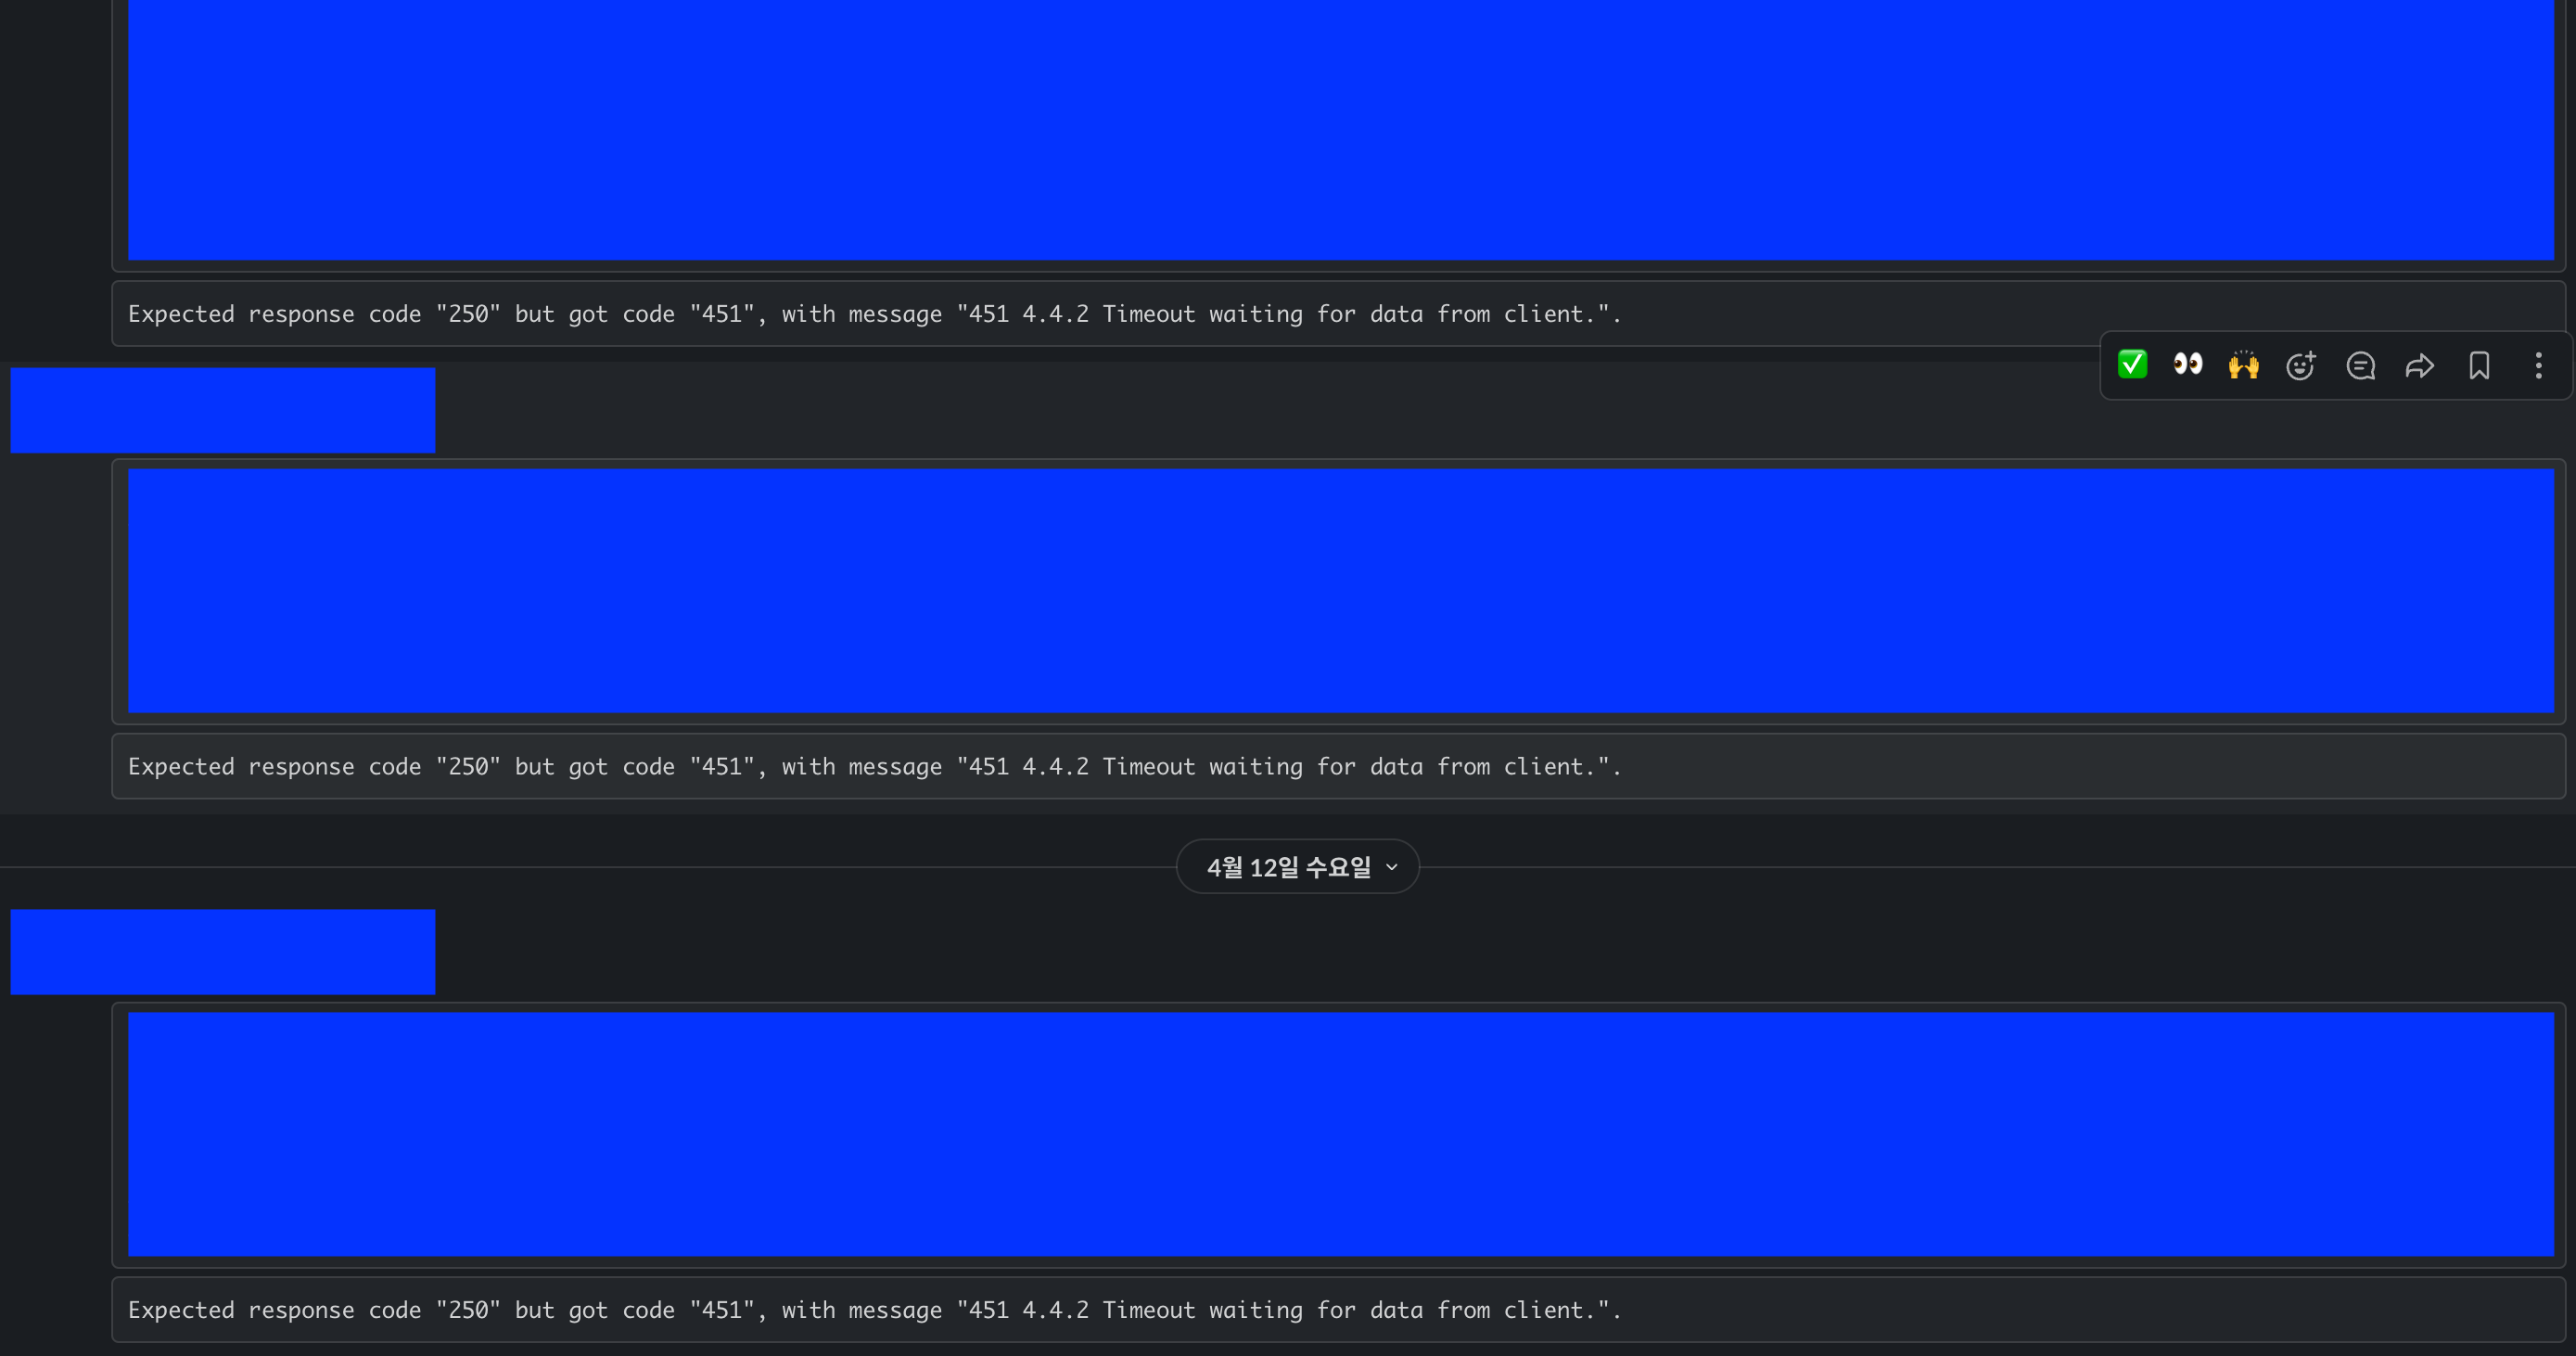 Expected response code "250" but got code "451", with message "451 4.4.2 Timeout waiting for data from client.".
Expected response code "250" but got code "451", with message "451 4.4.2 Timeout waiting for data from client.".
4월 12일 수요일
Expected response code "250" but got code "451", with message "451 4.4.2 Timeout waiting for data from client.".